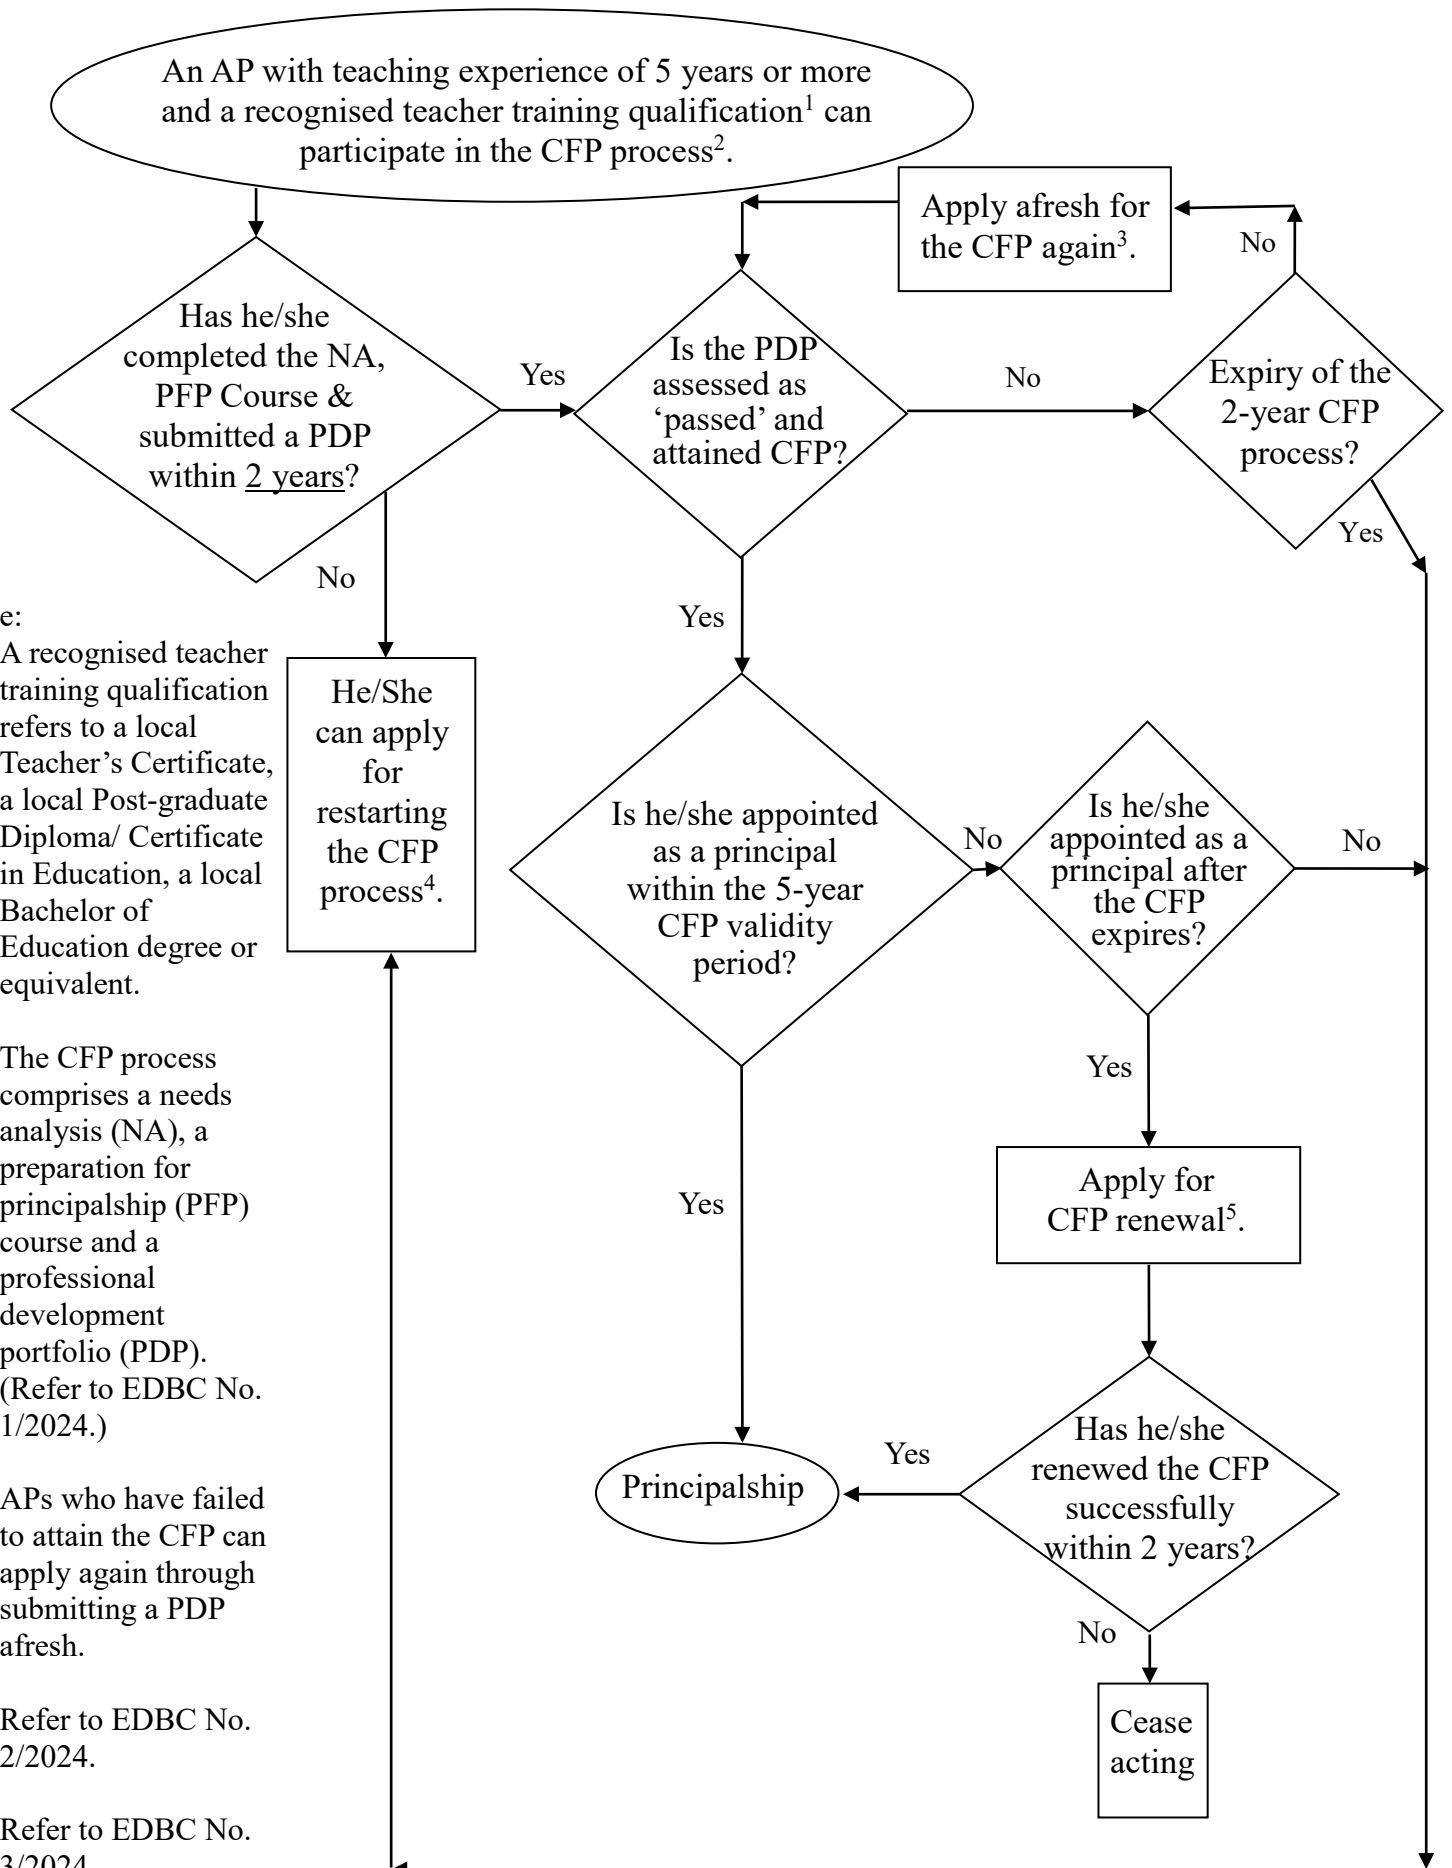 An AP with teaching experience of 5 years or more
and a recognised teacher training qualification¹ can
participate in the CFP process².
Apply afresh for
the CFP again³.
No
Has he/she
completed the NA,
PFP Course &
submitted a PDP
within 2 years?
Yes
Is the PDP
assessed as
‘passed’ and
attained CFP?
No
Expiry of the
2-year CFP
process?
Yes
No
Yes
He/She
can apply
for
restarting
the CFP
process⁴.
Is he/she appointed
as a principal
within the 5-year
CFP validity
period?
No
Is he/she
appointed as a
principal after
the CFP
expires?
No
Yes
Yes
Apply for
CFP renewal⁵.
Has he/she
renewed the CFP
successfully
within 2 years?
Yes
Principalship
No
Cease
acting
e:
A recognised teacher
training qualification
refers to a local
Teacher’s Certificate,
a local Post-graduate
Diploma/ Certificate
in Education, a local
Bachelor of
Education degree or
equivalent.
The CFP process
comprises a needs
analysis (NA), a
preparation for
principalship (PFP)
course and a
professional
development
portfolio (PDP).
(Refer to EDBC No.
1/2024.)
APs who have failed
to attain the CFP can
apply again through
submitting a PDP
afresh.
Refer to EDBC No.
2/2024.
Refer to EDBC No.
3/2024